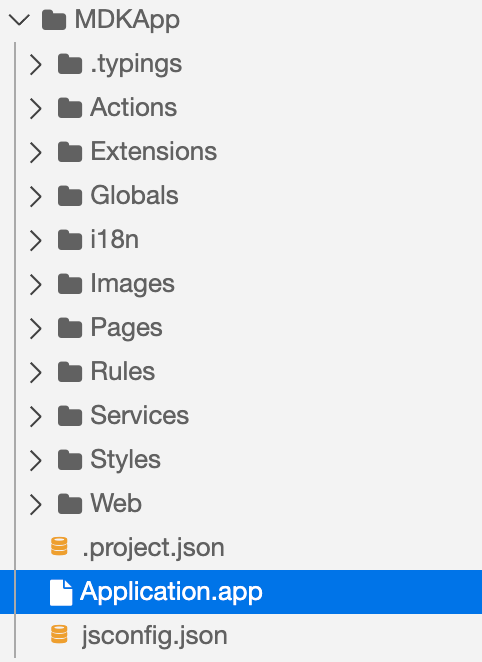 MDKApp
.typings
Actions
Extensions
Globals
i18n
Images
Pages
Rules
Services
Styles
Web
.project.json
Application.app
jsconfig.json